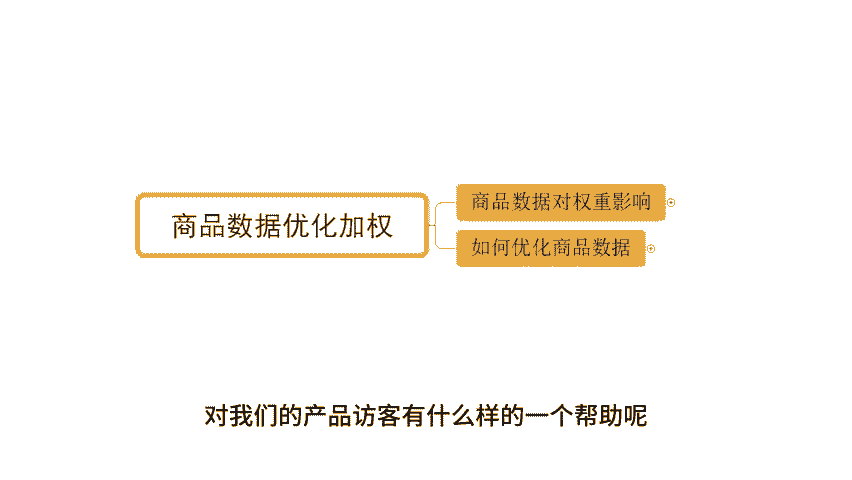 商品数据优化加权
商品数据对权重影响
如何优化商品数据
对我们的产品访客有什么样的一个帮助呢